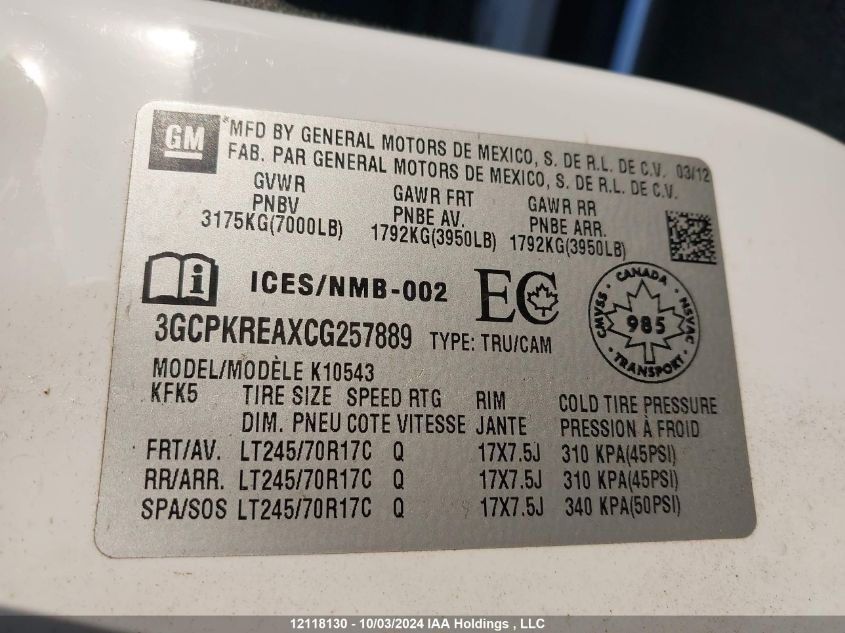 GM
*MFD BY GENERAL MOTORS DE MEXICO, S. DE R.L. DE C.V. 03/12
FAB. PAR GENERAL MOTORS DE MEXICO, S. DE R.L. DE C.V.
GVWR GAWR FRT GAWR RR
PNBV PNBE AV. PNBE ARR.
3175KG(7000LB) 1792KG(3950LB) 1792KG(3950LB)
i ICES/NMB-002 EC
CANADA
CMVSS 985 NSVAC
TRANSPORT
3GCPKREAXCG257889 TYPE: TRU/CAM
MODEL/MODÈLE K10543
KFK5 TIRE SIZE SPEED RTG RIM COLD TIRE PRESSURE
DIM. PNEU COTE VITESSE JANTE PRESSION À FROID
FRT/AV. LT245/70R17C Q 17X7.5J 310 KPA(45PSI)
RR/ARR. LT245/70R17C Q 17X7.5J 310 KPA(45PSI)
SPA/SOS LT245/70R17C Q 17X7.5J 340 KPA(50PSI)
12118130 - 10/03/2024 IAA Holdings , LLC